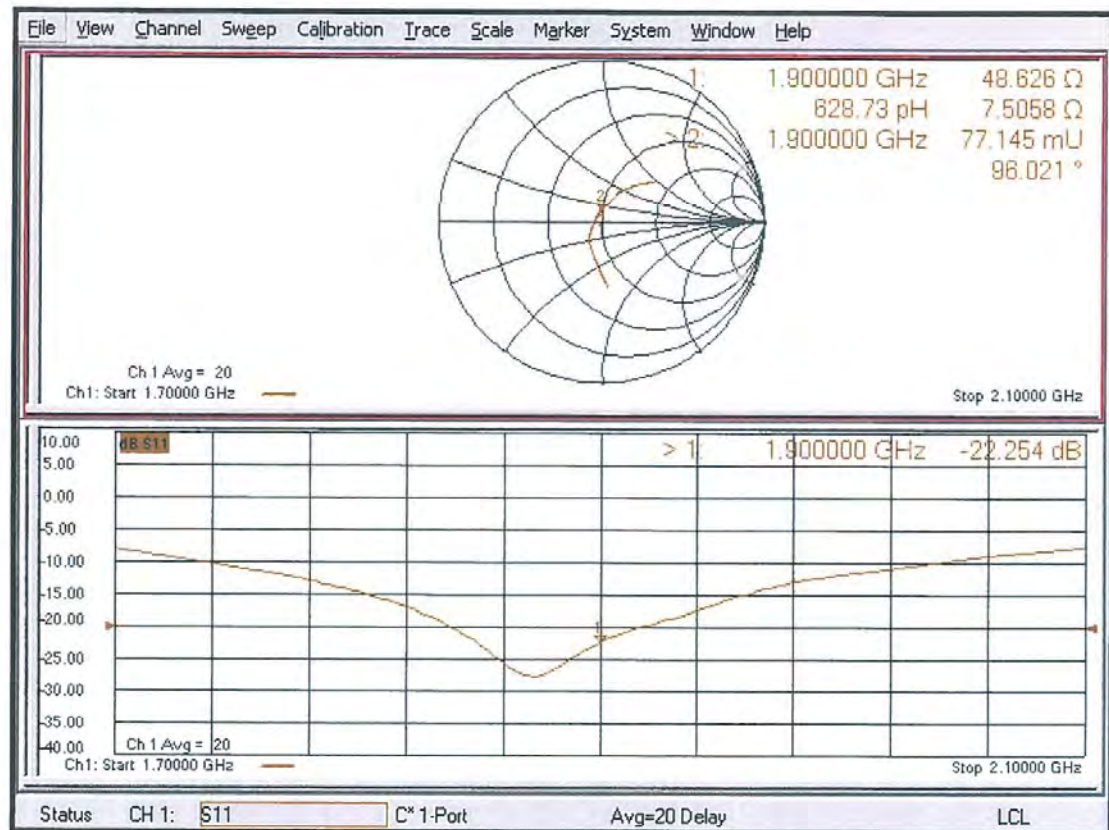 File View Channel Sweep Calibration Trace Scale Marker System Window Help
1: 1.900000 GHz 48.626 Ω
628.73 pH 7.5058 Ω
> 2: 1.900000 GHz 77.145 mU
96.021 °
2
Ch 1 Avg = 20
Ch1: Start 1.70000 GHz
Stop 2.10000 GHz
10.00
dB S11
> 1: 1.900000 GHz -22.254 dB
5.00
0.00
-5.00
-10.00
-15.00
-20.00
1
-25.00
-30.00
-35.00
-40.00
Ch 1 Avg = 20
Ch1: Start 1.70000 GHz
Stop 2.10000 GHz
Status CH 1: S11 C* 1-Port Avg=20 Delay LCL